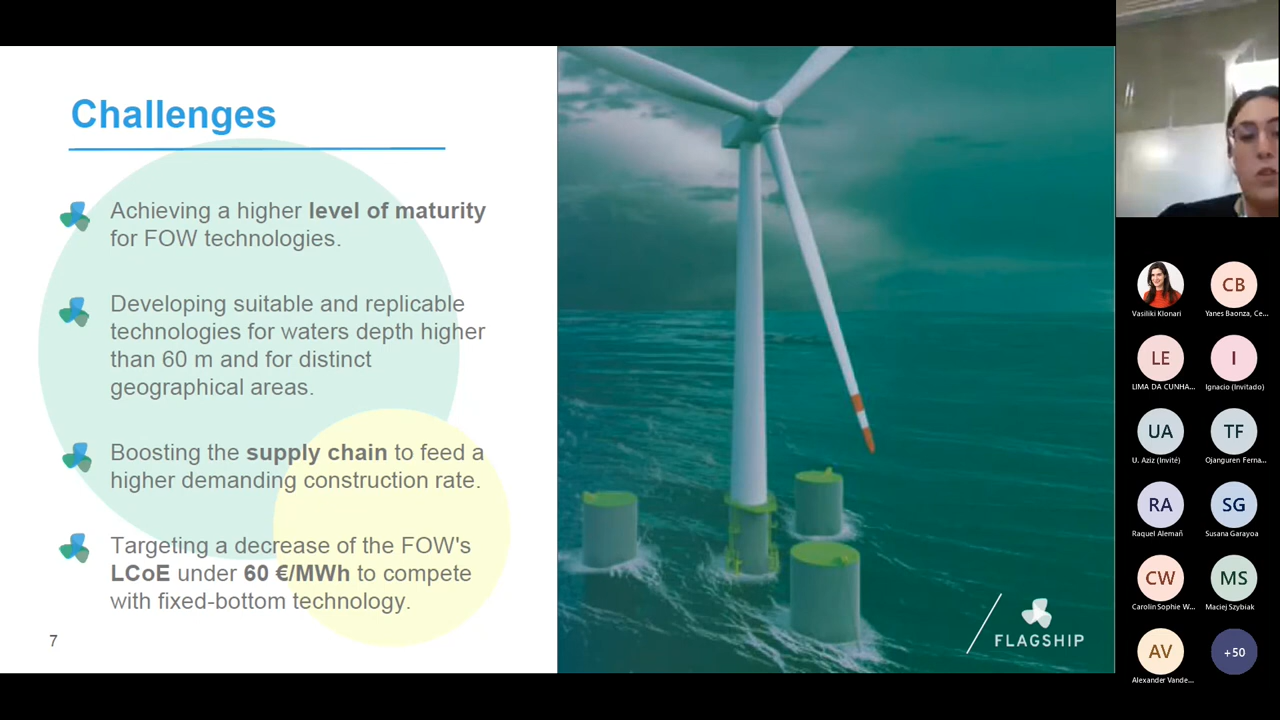 Challenges
Achieving a higher level of maturity
for FOW technologies.
Developing suitable and replicable
technologies for waters depth higher
than 60 m and for distinct
geographical areas.
Boosting the supply chain to feed a
higher demanding construction rate.
Targeting a decrease of the FOW's
LCoE under 60 €/MWh to compete
with fixed-bottom technology.
7
FLAGSHIP
CB
Vasiliki Klonari
Yanes Baonza, Ce...
LE
I
LIMA DA CUNHA...
Ignacio (Invitado)
UA
TF
U. Aziz (Invité)
Ojanguren Ferna...
RA
SG
Raquel Alemañ
Susana Garayoa
CW
MS
Carolin Sophie W...
Maciej Szybiak
AV
+50
Alexander Vande...